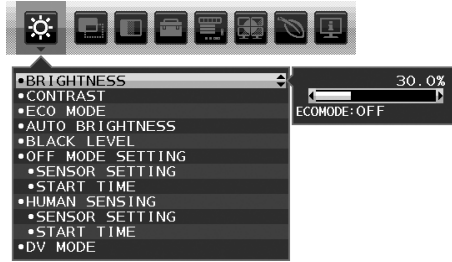 •BRIGHTNESS
•CONTRAST
•ECO MODE
•AUTO BRIGHTNESS
•BLACK LEVEL
•OFF MODE SETTING
•SENSOR SETTING
•START TIME
•HUMAN SENSING
•SENSOR SETTING
•START TIME
•DV MODE
30.0%
ECOMODE:OFF